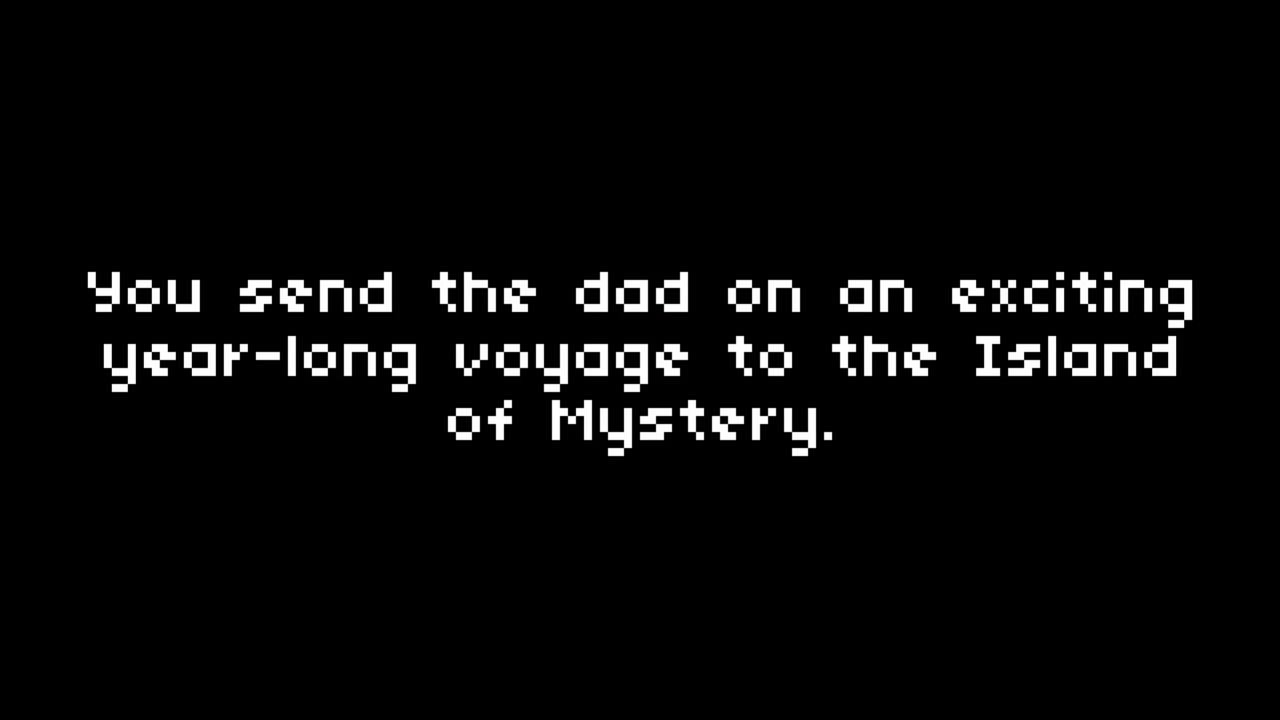 You send the dad on an exciting
year-long voyage to the Island
of Mystery.